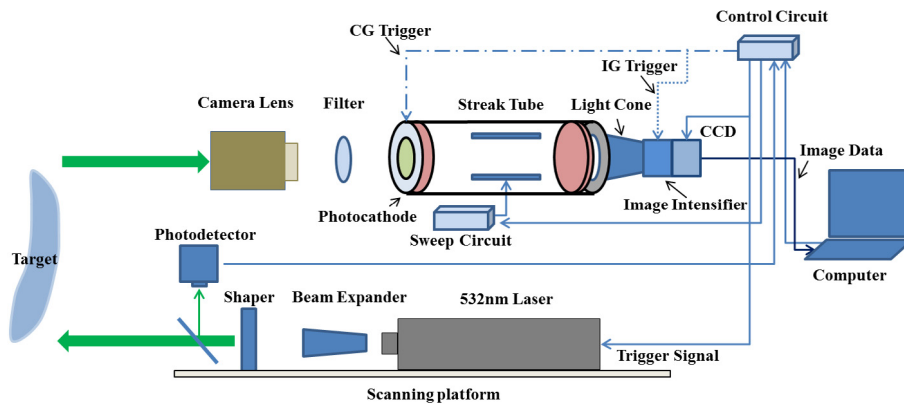 Control Circuit
CG Trigger
IG Trigger
Camera Lens
Filter
Streak Tube
Light Cone
CCD
Image Data
Photocathode
Image Intensifier
Sweep Circuit
Photodetector
Target
Computer
Shaper
Beam Expander
532nm Laser
Trigger Signal
Scanning platform